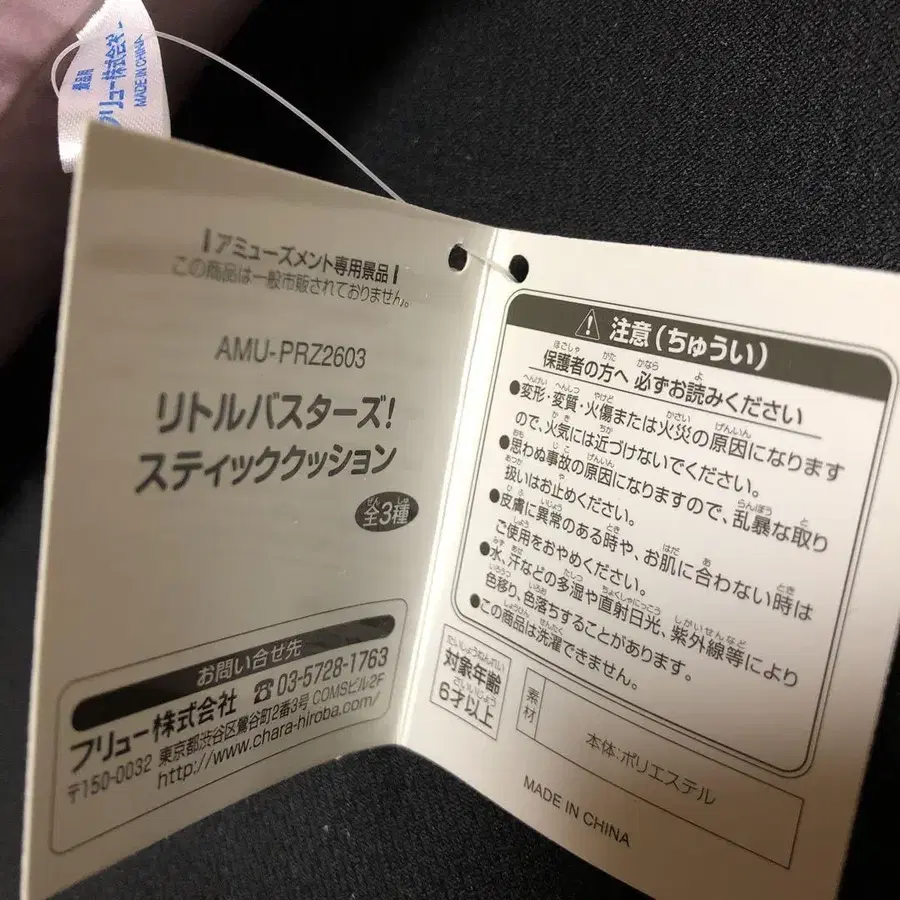 フリュー株式会社
MADE IN CHINA
アミューズメント専用景品
この商品は一般市販されておりません。
AMU-PRZ2603
リトルバスターズ!
スティッククッション
全3種
お問い合せ先
フリュー株式会社 ☎03-5728-1763
〒150-0032 東京都渋谷区鶯谷町2番3号 COMSビル2F
http://www.chara-hiroba.com/
注意(ちゅうい)
保護者の方へ 必ずお読みください
●変形・変質・火傷または火災の原因になります
ので、火気には近づけないでください。
●思わぬ事故の原因になりますので、乱暴な取り
扱いはお止めください。
●皮膚に異常のある時や、お肌に合わない時は
ご使用をおやめください。
●水、汗などの多湿や直射日光、紫外線等により
色移り、色落ちすることがあります。
●この商品は洗濯できません。
対象年齢
6才以上
素材
本体:ポリエステル
MADE IN CHINA